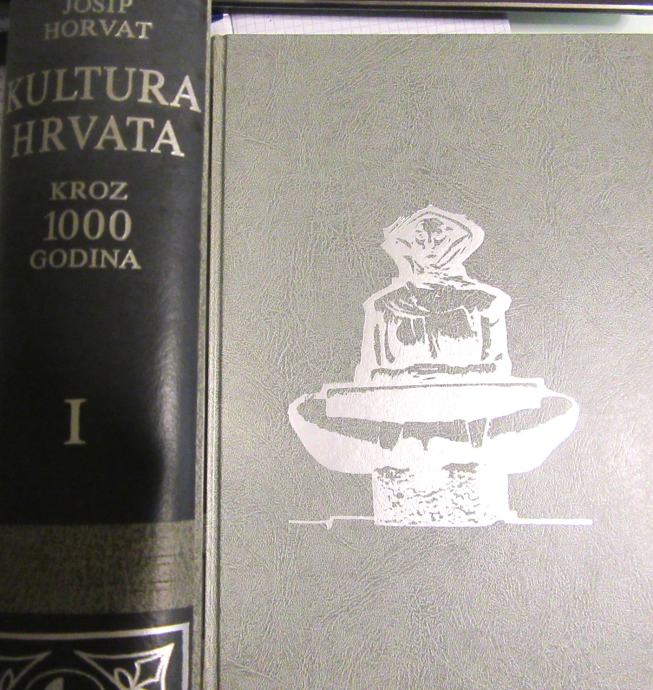 JOSIP
HORVAT
KULTURA
HRVATA
KROZ
1000
GODINA
I